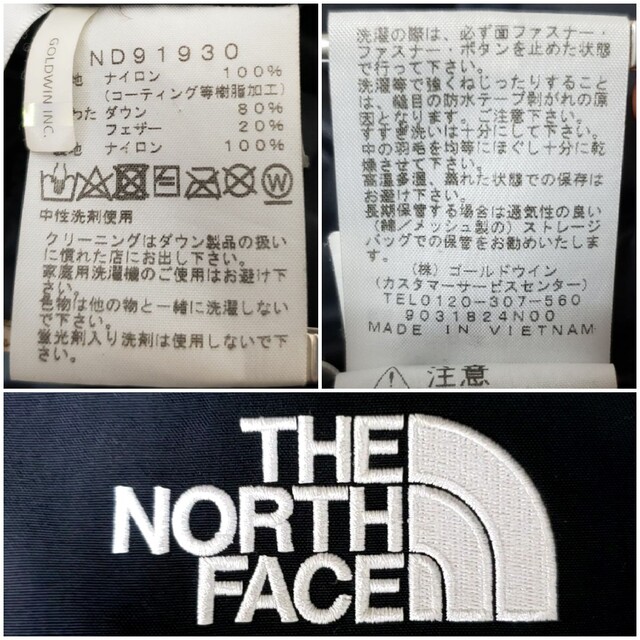 GOLDWIN INC.
ND91930
地 ナイロン 100%
(コーティング等樹脂加工)
わた ダウン 80%
フェザー 20%
地 ナイロン 100%
W
中性洗剤使用
クリーニングはダウン製品の扱い
に慣れた店にお出し下さい。
家庭用洗濯機のご使用はお避け下
さい。
色物は他の物と一緒に洗濯しない
で下さい。
蛍光剤入り洗剤は使用しないで下
さい。
洗濯の際は、必ず面ファスナー・
ファスナー・ボタンを止めた状態
で行って下さい。
洗濯等で強くねじったりすること
は、縫目の防水テープ剥がれの原
因となります。ご注意下さい。
すすぎ洗いは十分にして下さい。
中の羽毛を均等にほぐし十分に乾
燥させて下さい。
高温多湿、蒸れた状態での保存は
お避け下さい。
長期保管する場合は通気性の良い
(綿/メッシュ製の)ストレージ
バッグでの保管をお勧めいたしま
す。
(株)ゴールドウイン
(カスタマーサービスセンター)
TEL0120-307-560
9031824N00
MADE IN VIETNAM
注意
THE
NORTH
FACE